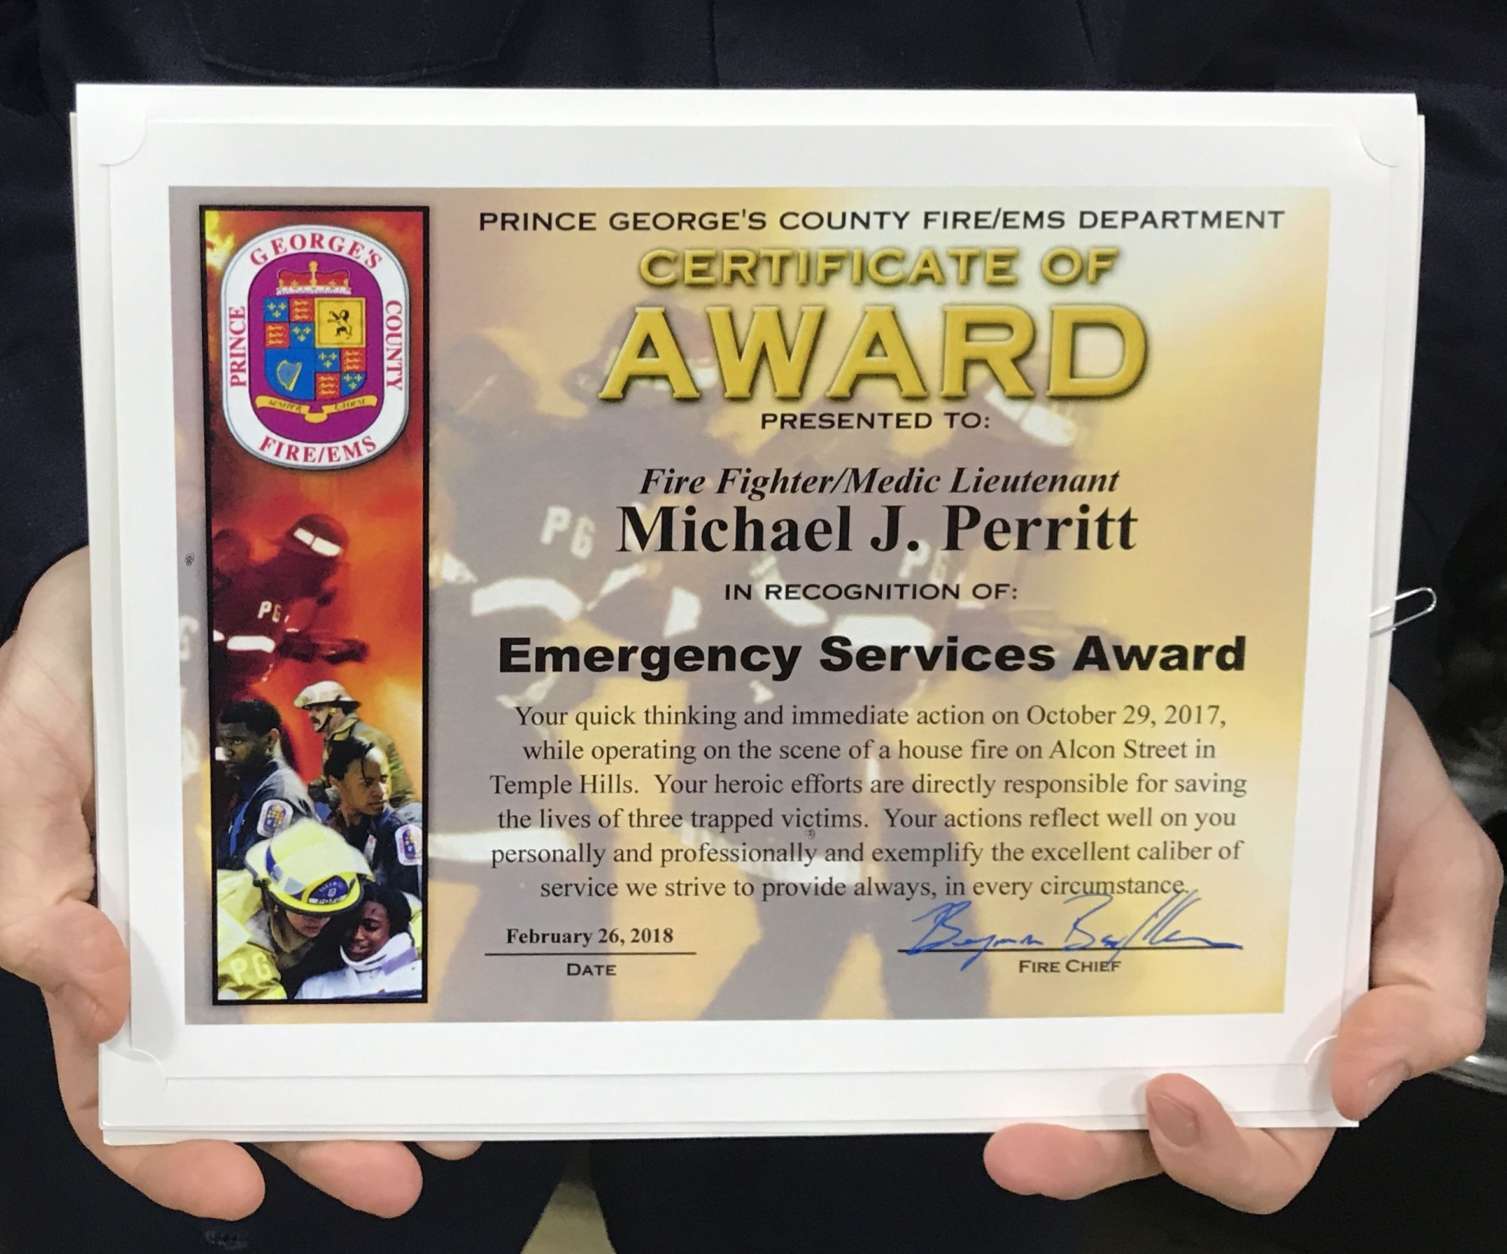 PRINCE GEORGE'S COUNTY FIRE/EMS DEPARTMENT
CERTIFICATE OF
AWARD
PRESENTED TO:
Fire Fighter/Medic Lieutenant
Michael J. Perritt
IN RECOGNITION OF:
Emergency Services Award
Your quick thinking and immediate action on October 29, 2017,
while operating on the scene of a house fire on Alcon Street in
Temple Hills.  Your heroic efforts are directly responsible for saving
the lives of three trapped victims.  Your actions reflect well on you
personally and professionally and exemplify the excellent caliber of
service we strive to provide always, in every circumstance.
February 26, 2018
DATE
FIRE CHIEF
PRINCE GEORGE'S COUNTY
FIRE/EMS
PG
PG
PG
PG